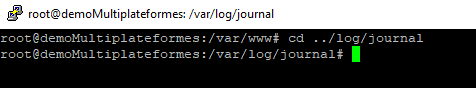 root@demoMultiplateformes: /var/log/journal
root@demoMultiplateformes:/var/www# cd ../log/journal
root@demoMultiplateformes:/var/log/journal#